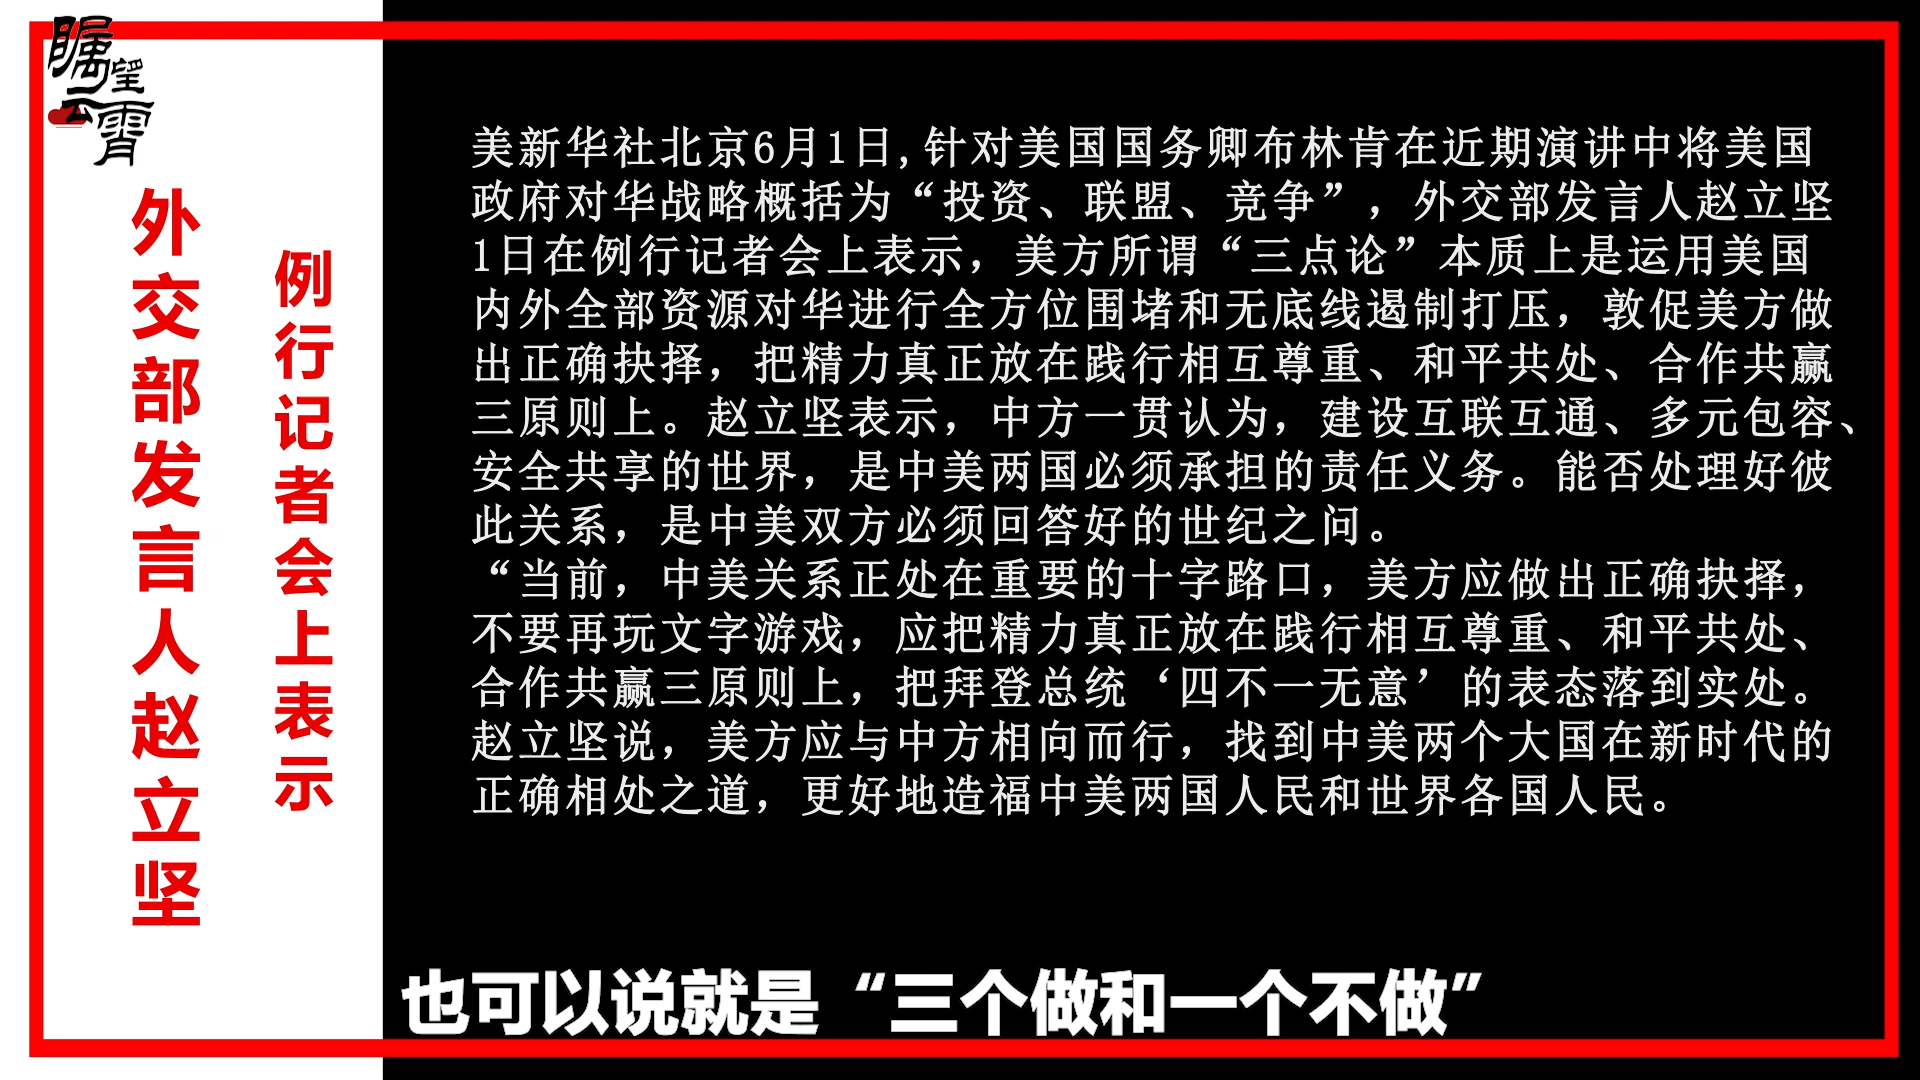 瞩望云霄
外交部发言人赵立坚
例行记者会上表示
美新华社北京6月1日,针对美国国务卿布林肯在近期演讲中将美国
政府对华战略概括为“投资、联盟、竞争”，外交部发言人赵立坚
1日在例行记者会上表示，美方所谓“三点论”本质上是运用美国
内外全部资源对华进行全方位围堵和无底线遏制打压，敦促美方做
出正确抉择，把精力真正放在践行相互尊重、和平共处、合作共赢
三原则上。赵立坚表示，中方一贯认为，建设互联互通、多元包容、
安全共享的世界，是中美两国必须承担的责任义务。能否处理好彼
此关系，是中美双方必须回答好的世纪之问。
“当前，中美关系正处在重要的十字路口，美方应做出正确抉择，
不要再玩文字游戏，应把精力真正放在践行相互尊重、和平共处、
合作共赢三原则上，把拜登总统‘四不一无意’的表态落到实处。
赵立坚说，美方应与中方相向而行，找到中美两个大国在新时代的
正确相处之道，更好地造福中美两国人民和世界各国人民。
也可以说就是“三个做和一个不做”